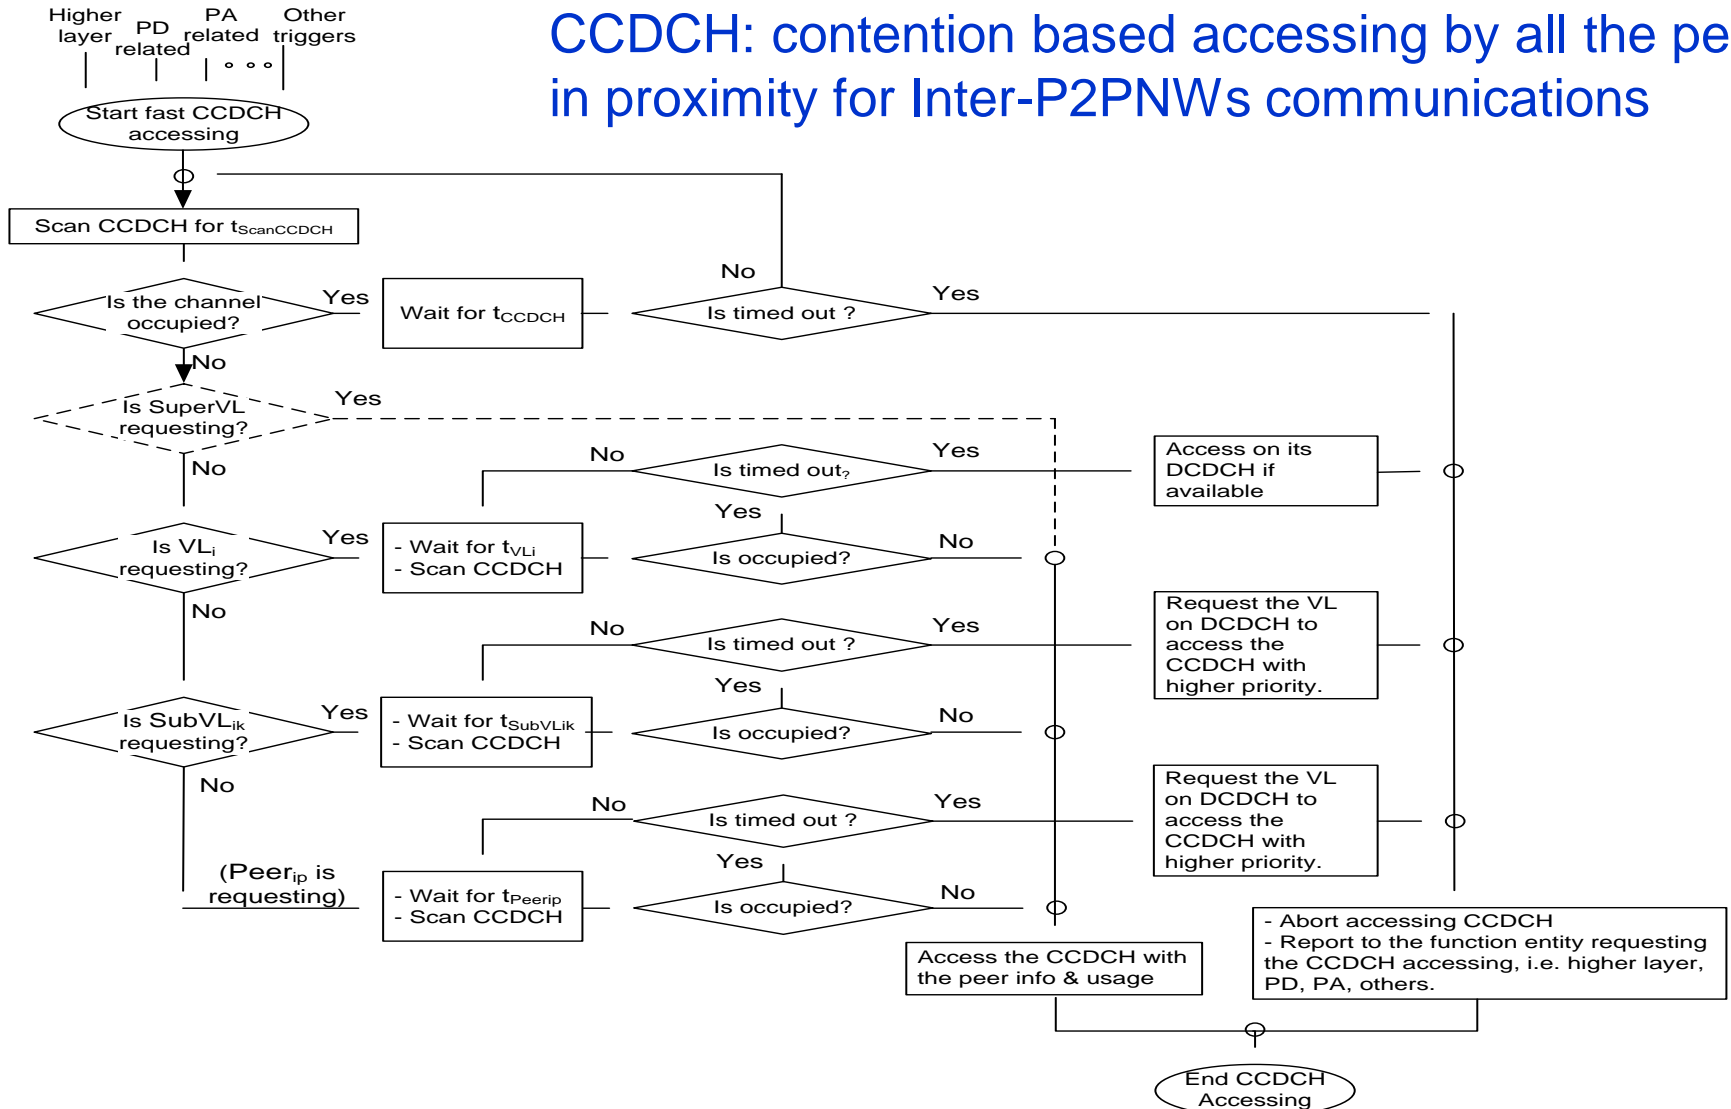 CCDCH: contention based accessing by all the pe
in proximity for Inter-P2PNWs communications
Higher
layer
PD
related
PA
related
Other
triggers
Start fast CCDCH
accessing
Scan CCDCH for tScanCCDCH
Is the channel
occupied?
Yes
Wait for tCCDCH
No
Is timed out ?
Yes
No
Is SuperVL
requesting?
Yes
No
No
Is timed out?
Yes
Access on its
DCDCH if
available
Is VLi
requesting?
Yes
- Wait for tVLi
- Scan CCDCH
Yes
Is occupied?
No
No
No
Is timed out ?
Yes
Request the VL
on DCDCH to
access the
CCDCH with
higher priority.
Is SubVLik
requesting?
Yes
- Wait for tSubVLik
- Scan CCDCH
Yes
Is occupied?
No
No
No
Is timed out ?
Yes
Request the VL
on DCDCH to
access the
CCDCH with
higher priority.
(Peerip is
requesting)
- Wait for tPeerip
- Scan CCDCH
Yes
Is occupied?
No
Access the CCDCH with
the peer info & usage
- Abort accessing CCDCH
- Report to the function entity requesting
the CCDCH accessing, i.e. higher layer,
PD, PA, others.
End CCDCH
Accessing